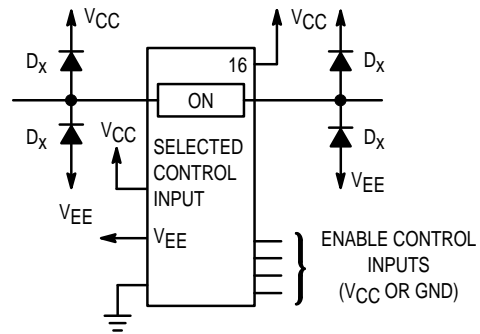 VCC
VCC
16
DX
DX
ON
DX
DX
VCC
SELECTED
CONTROL
INPUT
VEE
VEE
VEE
ENABLE CONTROL
INPUTS
(VCC OR GND)